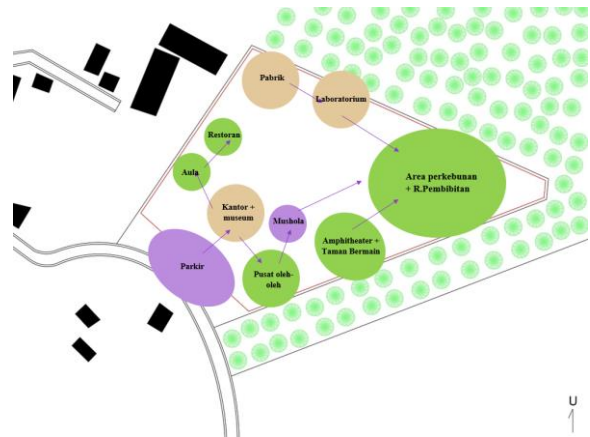 Pabrik
Laboratorium
Restoran
Aula
Area perkebunan
+ R.Pembibitan
Kantor +
museum
Mushola
Amphitheater +
Taman Bermain
Parkir
Pusat oleh-
oleh
U